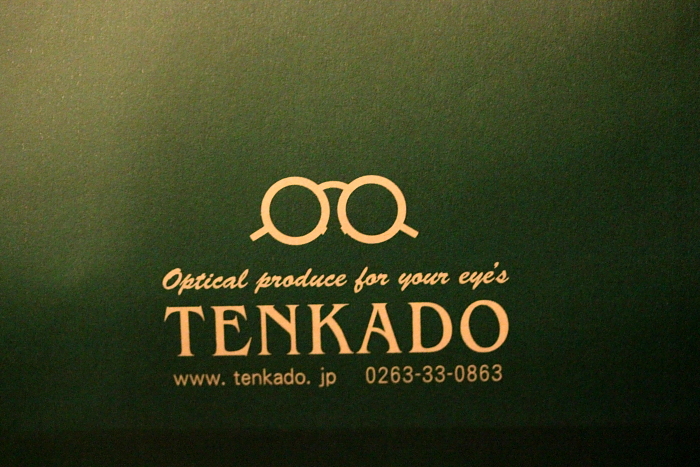 Optical produce for your eye's
TENKADO
www. tenkado. jp 0263-33-0863